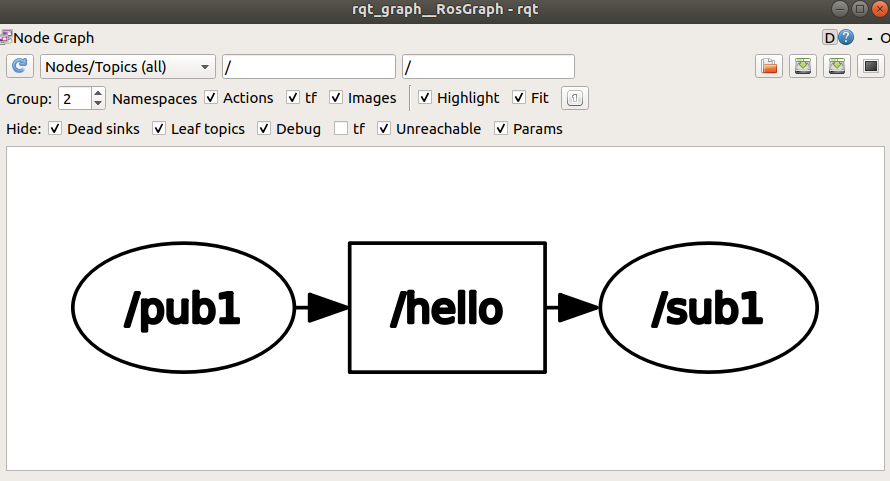 rqt_graph__RosGraph - rqt
Node Graph D ? - O
Nodes/Topics (all) / /
Group: 2 Namespaces Actions tf Images Highlight Fit
Hide: Dead sinks Leaf topics Debug tf Unreachable Params
/pub1 /hello /sub1